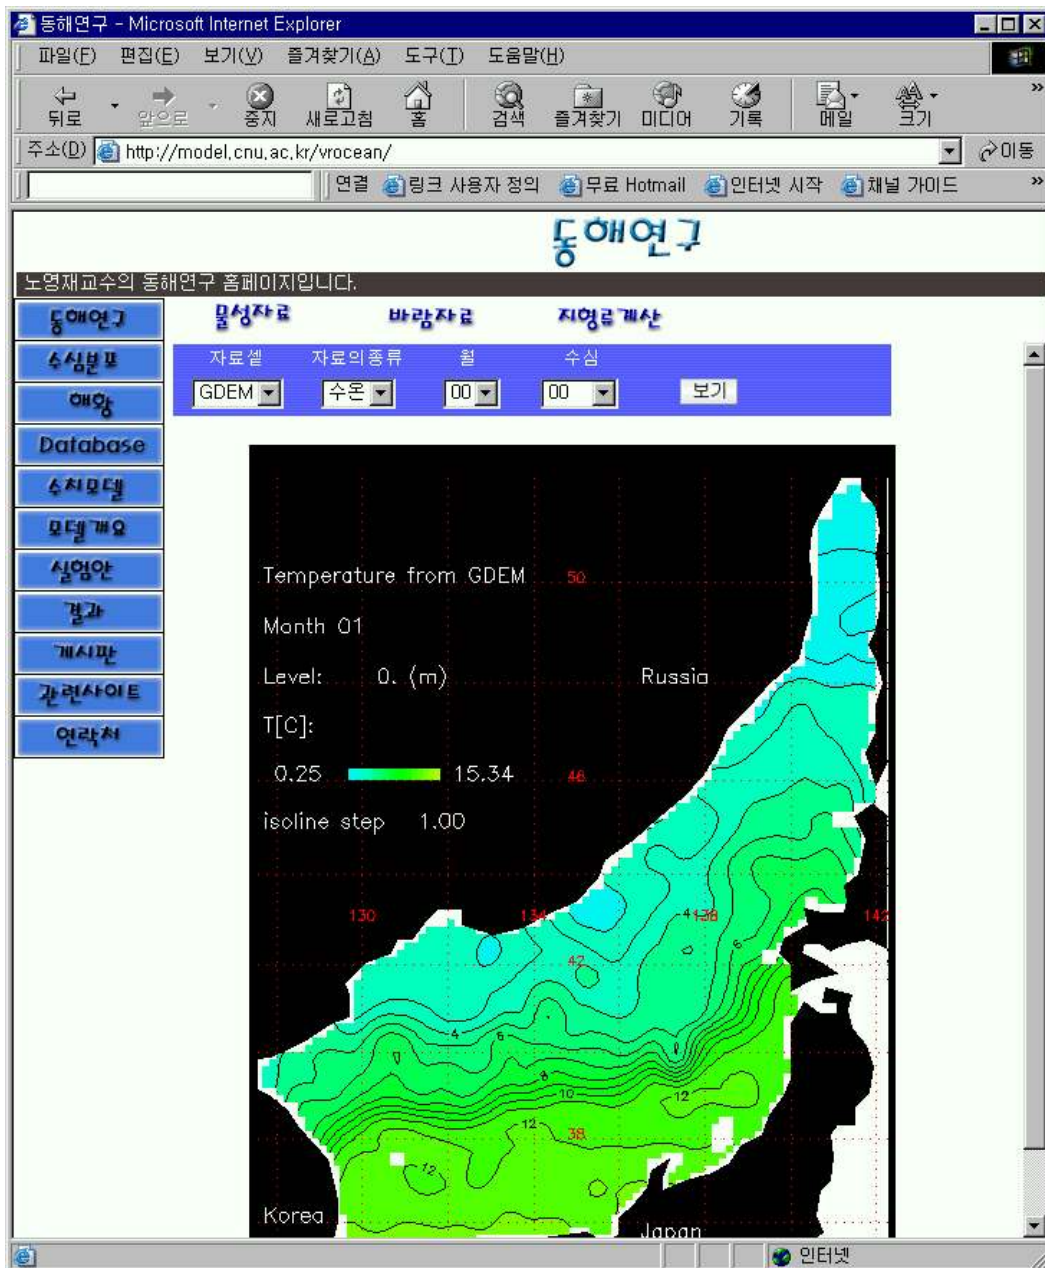 동해연구 - Microsoft Internet Explorer
파일(F) 편집(E) 보기(V) 즐겨찾기(A) 도구(T) 도움말(H)
뒤로 앞으로 중지 새로고침 홈 검색 즐겨찾기 미디어 기록 메일 크기
주소(D) http://model.cnu.ac.kr/vrocean/ 이동
연결 링크 사용자 정의 무료 Hotmail 인터넷 시작 채널 가이드
동해연구
노영재교수의 동해연구 홈페이지입니다.
동해연구
수심분포
해황
Database
수치모델
모델개요
실험안
결과
게시판
관련사이트
연락처
물성자료 바람자료 지형류계산
자료셑 자료의종류 월 수심
GDEM 수온 00 00 보기
Temperature from GDEM 50
Month 01
Level: 0. (m) Russia
T[C]:
0.25 15.34 46
isoline step 1.00
130 134 4 138 142
6
42
4 6
8
10 12
12 38
12
Korea Japan
인터넷